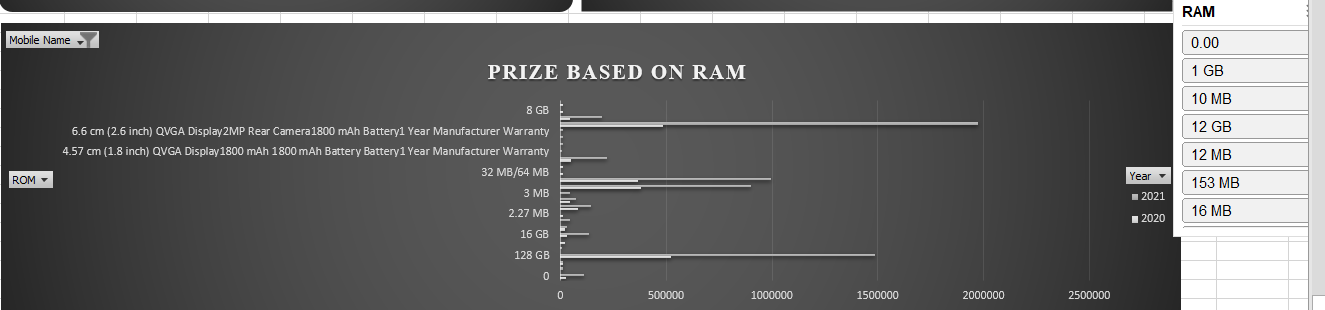 RAM
0.00
1 GB
10 MB
12 GB
12 MB
153 MB
16 MB
Mobile Name
PRIZE BASED ON RAM
8 GB
6.6 cm (2.6 inch) QVGA Display2MP Rear Camera1800 mAh Battery1 Year Manufacturer Warranty
4.57 cm (1.8 inch) QVGA Display1800 mAh 1800 mAh Battery Battery1 Year Manufacturer Warranty
32 MB/64 MB
3 MB
2.27 MB
16 GB
128 GB
0
ROM
0 500000 1000000 1500000 2000000 2500000
Year
2021
2020